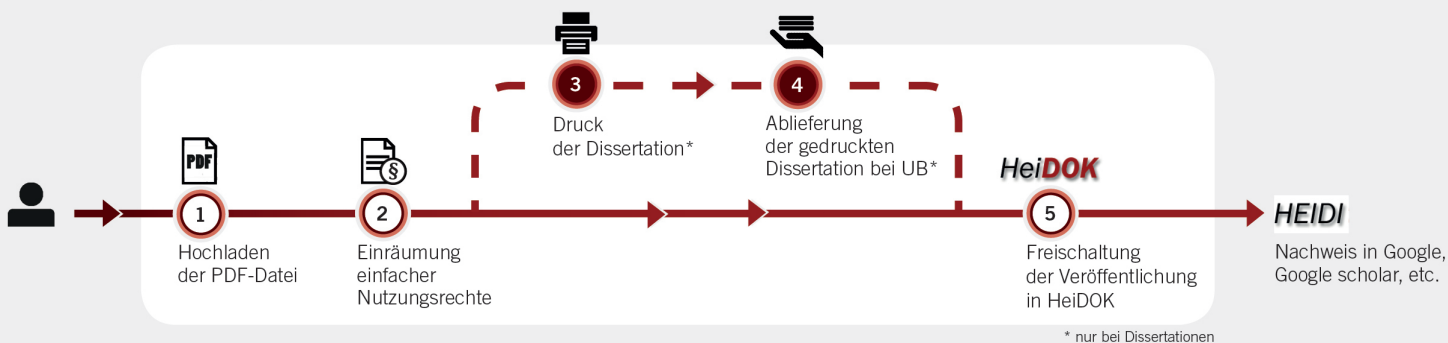 PDF
1
Hochladen
der PDF-Datei
§
2
Einräumung
einfacher
Nutzungsrechte
3
Druck
der Dissertation*
4
Ablieferung
der gedruckten
Dissertation bei UB*
HeiDOK
5
Freischaltung
der Veröffentlichung
in HeiDOK
HEIDI
Nachweis in Google,
Google scholar, etc.
* nur bei Dissertationen